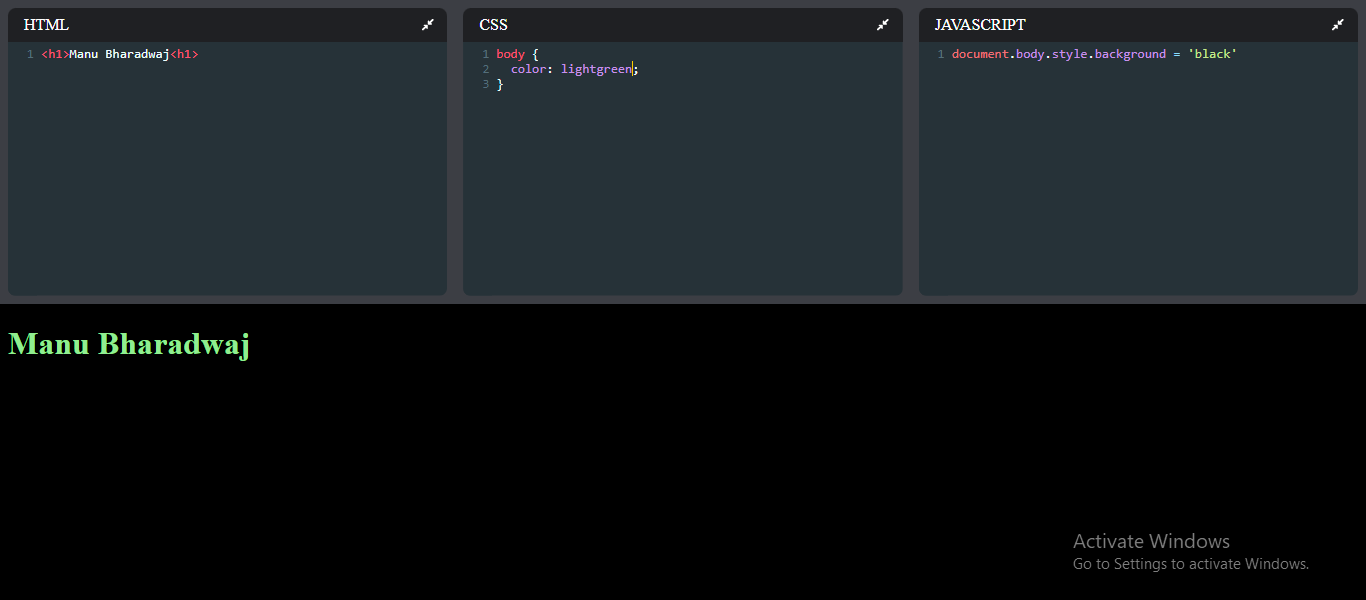 HTML
1 <h1>Manu Bharadwaj<h1>
CSS
1 body {
2   color: lightgreen;
3 }
JAVASCRIPT
1 document.body.style.background = 'black'
Manu Bharadwaj
Activate Windows
Go to Settings to activate Windows.